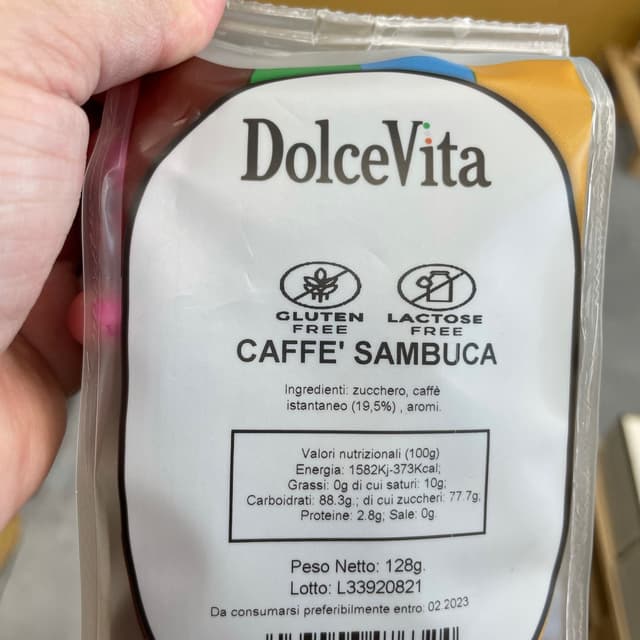 DolceVita
GLUTEN FREE
LACTOSE FREE
CAFFE' SAMBUCA
Ingredienti: zucchero, caffè
istantaneo (19,5%) , aromi.
Valori nutrizionali (100g)
Energia: 1582Kj-373Kcal;
Grassi: 0g di cui saturi: 10g;
Carboidrati: 88.3g.; di cui zuccheri: 77.7g;
Proteine: 2.8g; Sale: 0g.
Peso Netto: 128g.
Lotto: L33920821
Da consumarsi preferibilmente entro: 02.2023